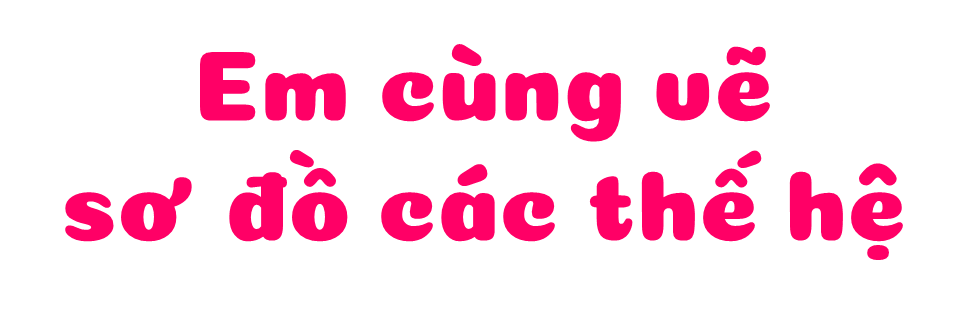 Em cùng vẽ
sơ đồ các thế hệ